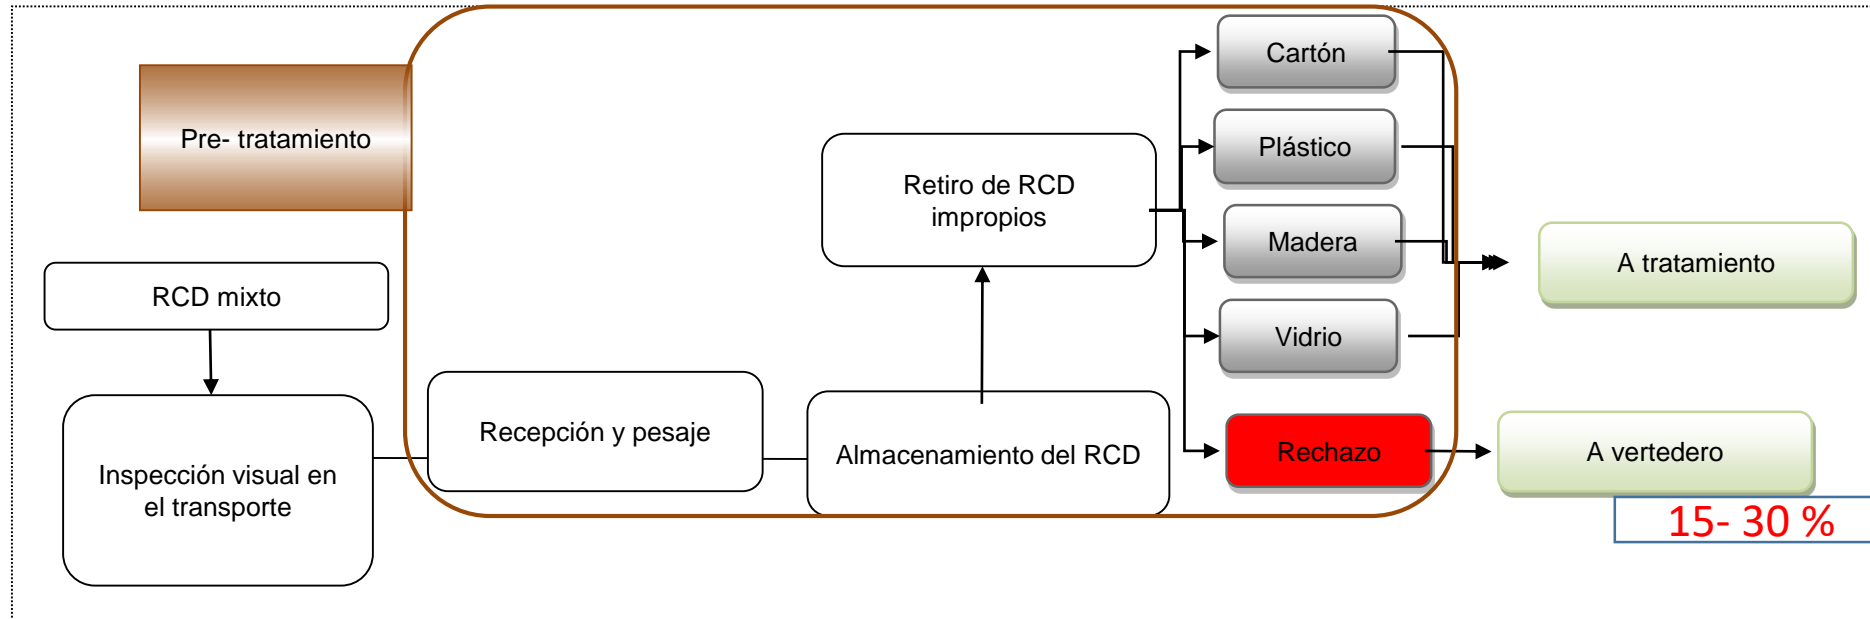 Pre- tratamiento
RCD mixto
Inspección visual en
el transporte
Recepción y pesaje
Almacenamiento del RCD
Retiro de RCD
impropios
Cartón
Plástico
Madera
Vidrio
Rechazo
A tratamiento
A vertedero
15- 30 %